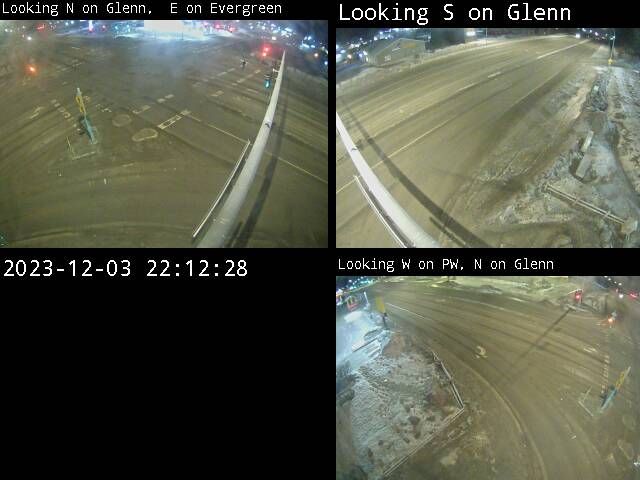 Looking N on Glenn,  E on Evergreen
Looking S on Glenn
2023-12-03 22:12:28
Looking W on PW, N on Glenn